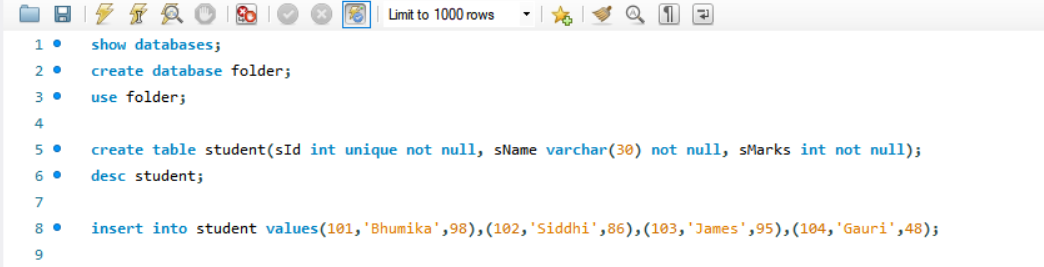 Limit to 1000 rows
1 show databases;
2 create database folder;
3 use folder;
4
5 create table student(sId int unique not null, sName varchar(30) not null, sMarks int not null);
6 desc student;
7
8 insert into student values(101,'Bhumika',98),(102,'Siddhi',86),(103,'James',95),(104,'Gauri',48);
9